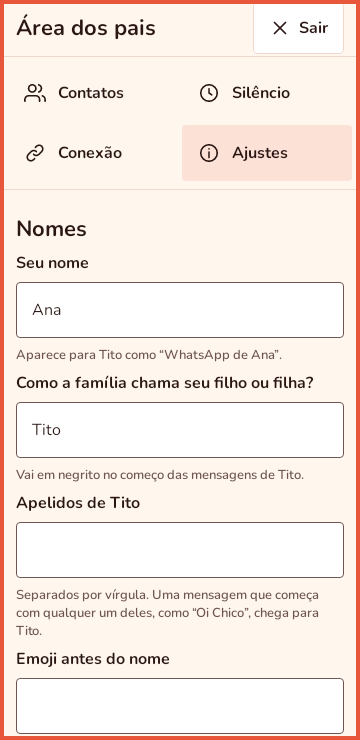 Área dos pais
Sair
Contatos
Silêncio
Conexão
Ajustes
Nomes
Seu nome
Ana
Aparece para Tito como “WhatsApp de Ana”.
Como a família chama seu filho ou filha?
Tito
Vai em negrito no começo das mensagens de Tito.
Apelidos de Tito
Separados por vírgula. Uma mensagem que começa
com qualquer um deles, como “Oi Chico”, chega para
Tito.
Emoji antes do nome